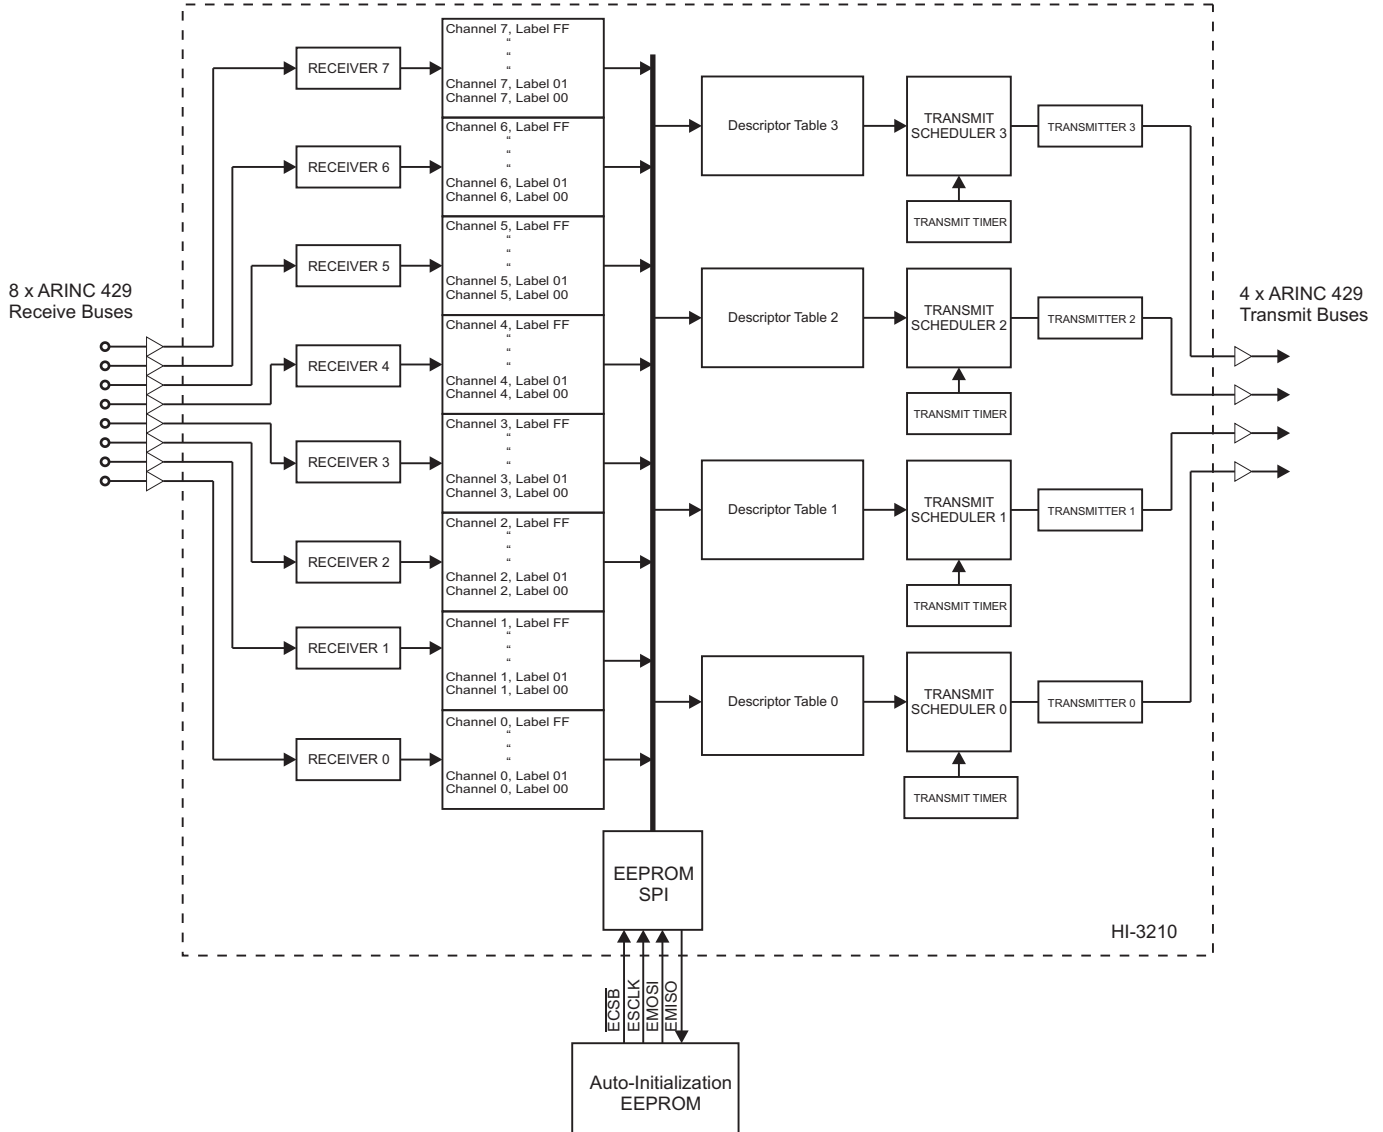 Channel 7, Label FF
“
“
“
Channel 7, Label 01
Channel 7, Label 00
RECEIVER 7
Channel 6, Label FF
“
“
“
Channel 6, Label 01
Channel 6, Label 00
RECEIVER 6
Channel 5, Label FF
“
“
“
Channel 5, Label 01
Channel 5, Label 00
RECEIVER 5
8 x ARINC 429
Receive Buses
Channel 4, Label FF
“
“
“
Channel 4, Label 01
Channel 4, Label 00
RECEIVER 4
Channel 3, Label FF
“
“
“
Channel 3, Label 01
Channel 3, Label 00
RECEIVER 3
Channel 2, Label FF
“
“
“
Channel 2, Label 01
Channel 2, Label 00
RECEIVER 2
Channel 1, Label FF
“
“
“
Channel 1, Label 01
Channel 1, Label 00
RECEIVER 1
Channel 0, Label FF
“
“
“
Channel 0, Label 01
Channel 0, Label 00
RECEIVER 0
Descriptor Table 3
TRANSMIT
SCHEDULER 3
TRANSMITTER 3
TRANSMIT TIMER
Descriptor Table 2
TRANSMIT
SCHEDULER 2
TRANSMITTER 2
TRANSMIT TIMER
4 x ARINC 429
Transmit Buses
Descriptor Table 1
TRANSMIT
SCHEDULER 1
TRANSMITTER 1
TRANSMIT TIMER
Descriptor Table 0
TRANSMIT
SCHEDULER 0
TRANSMITTER 0
TRANSMIT TIMER
EEPROM
SPI
HI-3210
ECSB
ESCLK
EMOSI
EMISO
Auto-Initialization
EEPROM